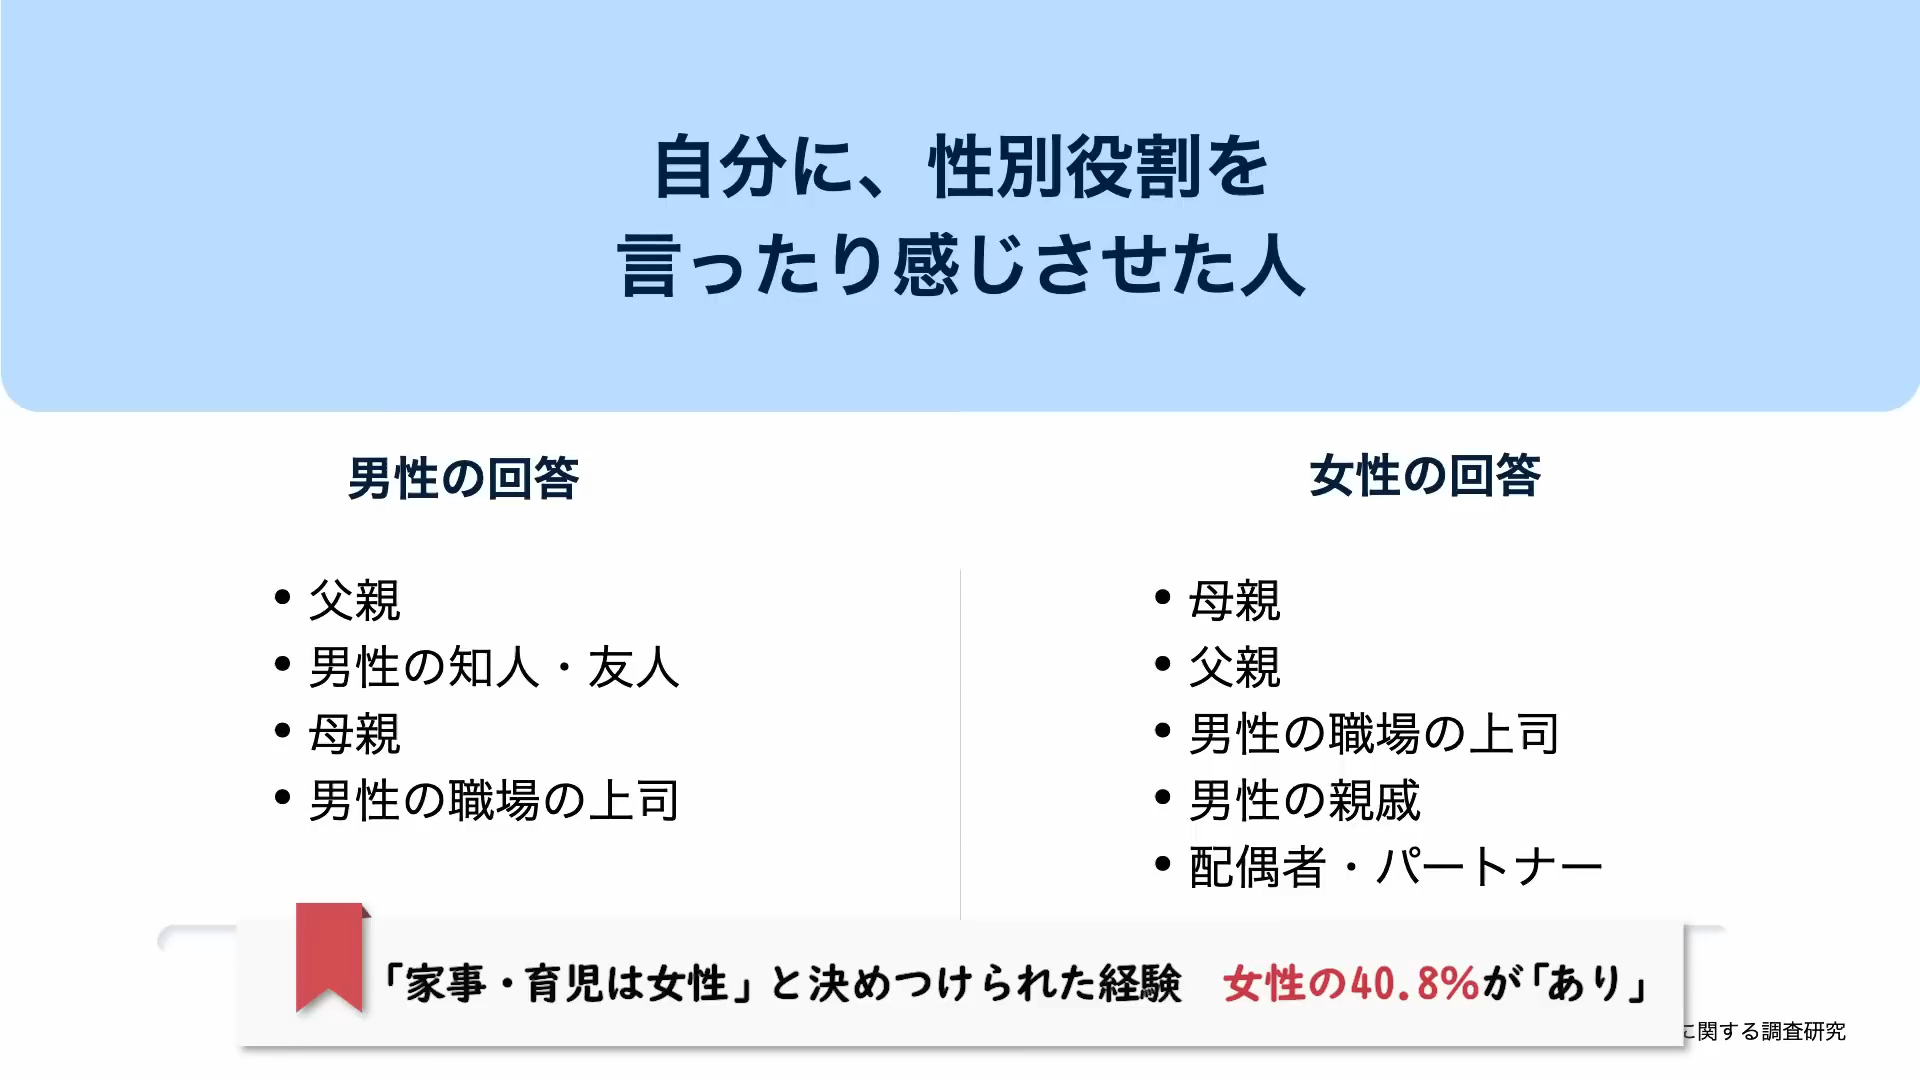 自分に、性別役割を
言ったり感じさせた人
男性の回答
• 父親
• 男性の知人・友人
• 母親
• 男性の職場の上司
女性の回答
• 母親
• 父親
• 男性の職場の上司
• 男性の親戚
• 配偶者・パートナー
「家事・育児は女性」と決めつけられた経験 女性の40.8%が「あり」
に関する調査研究